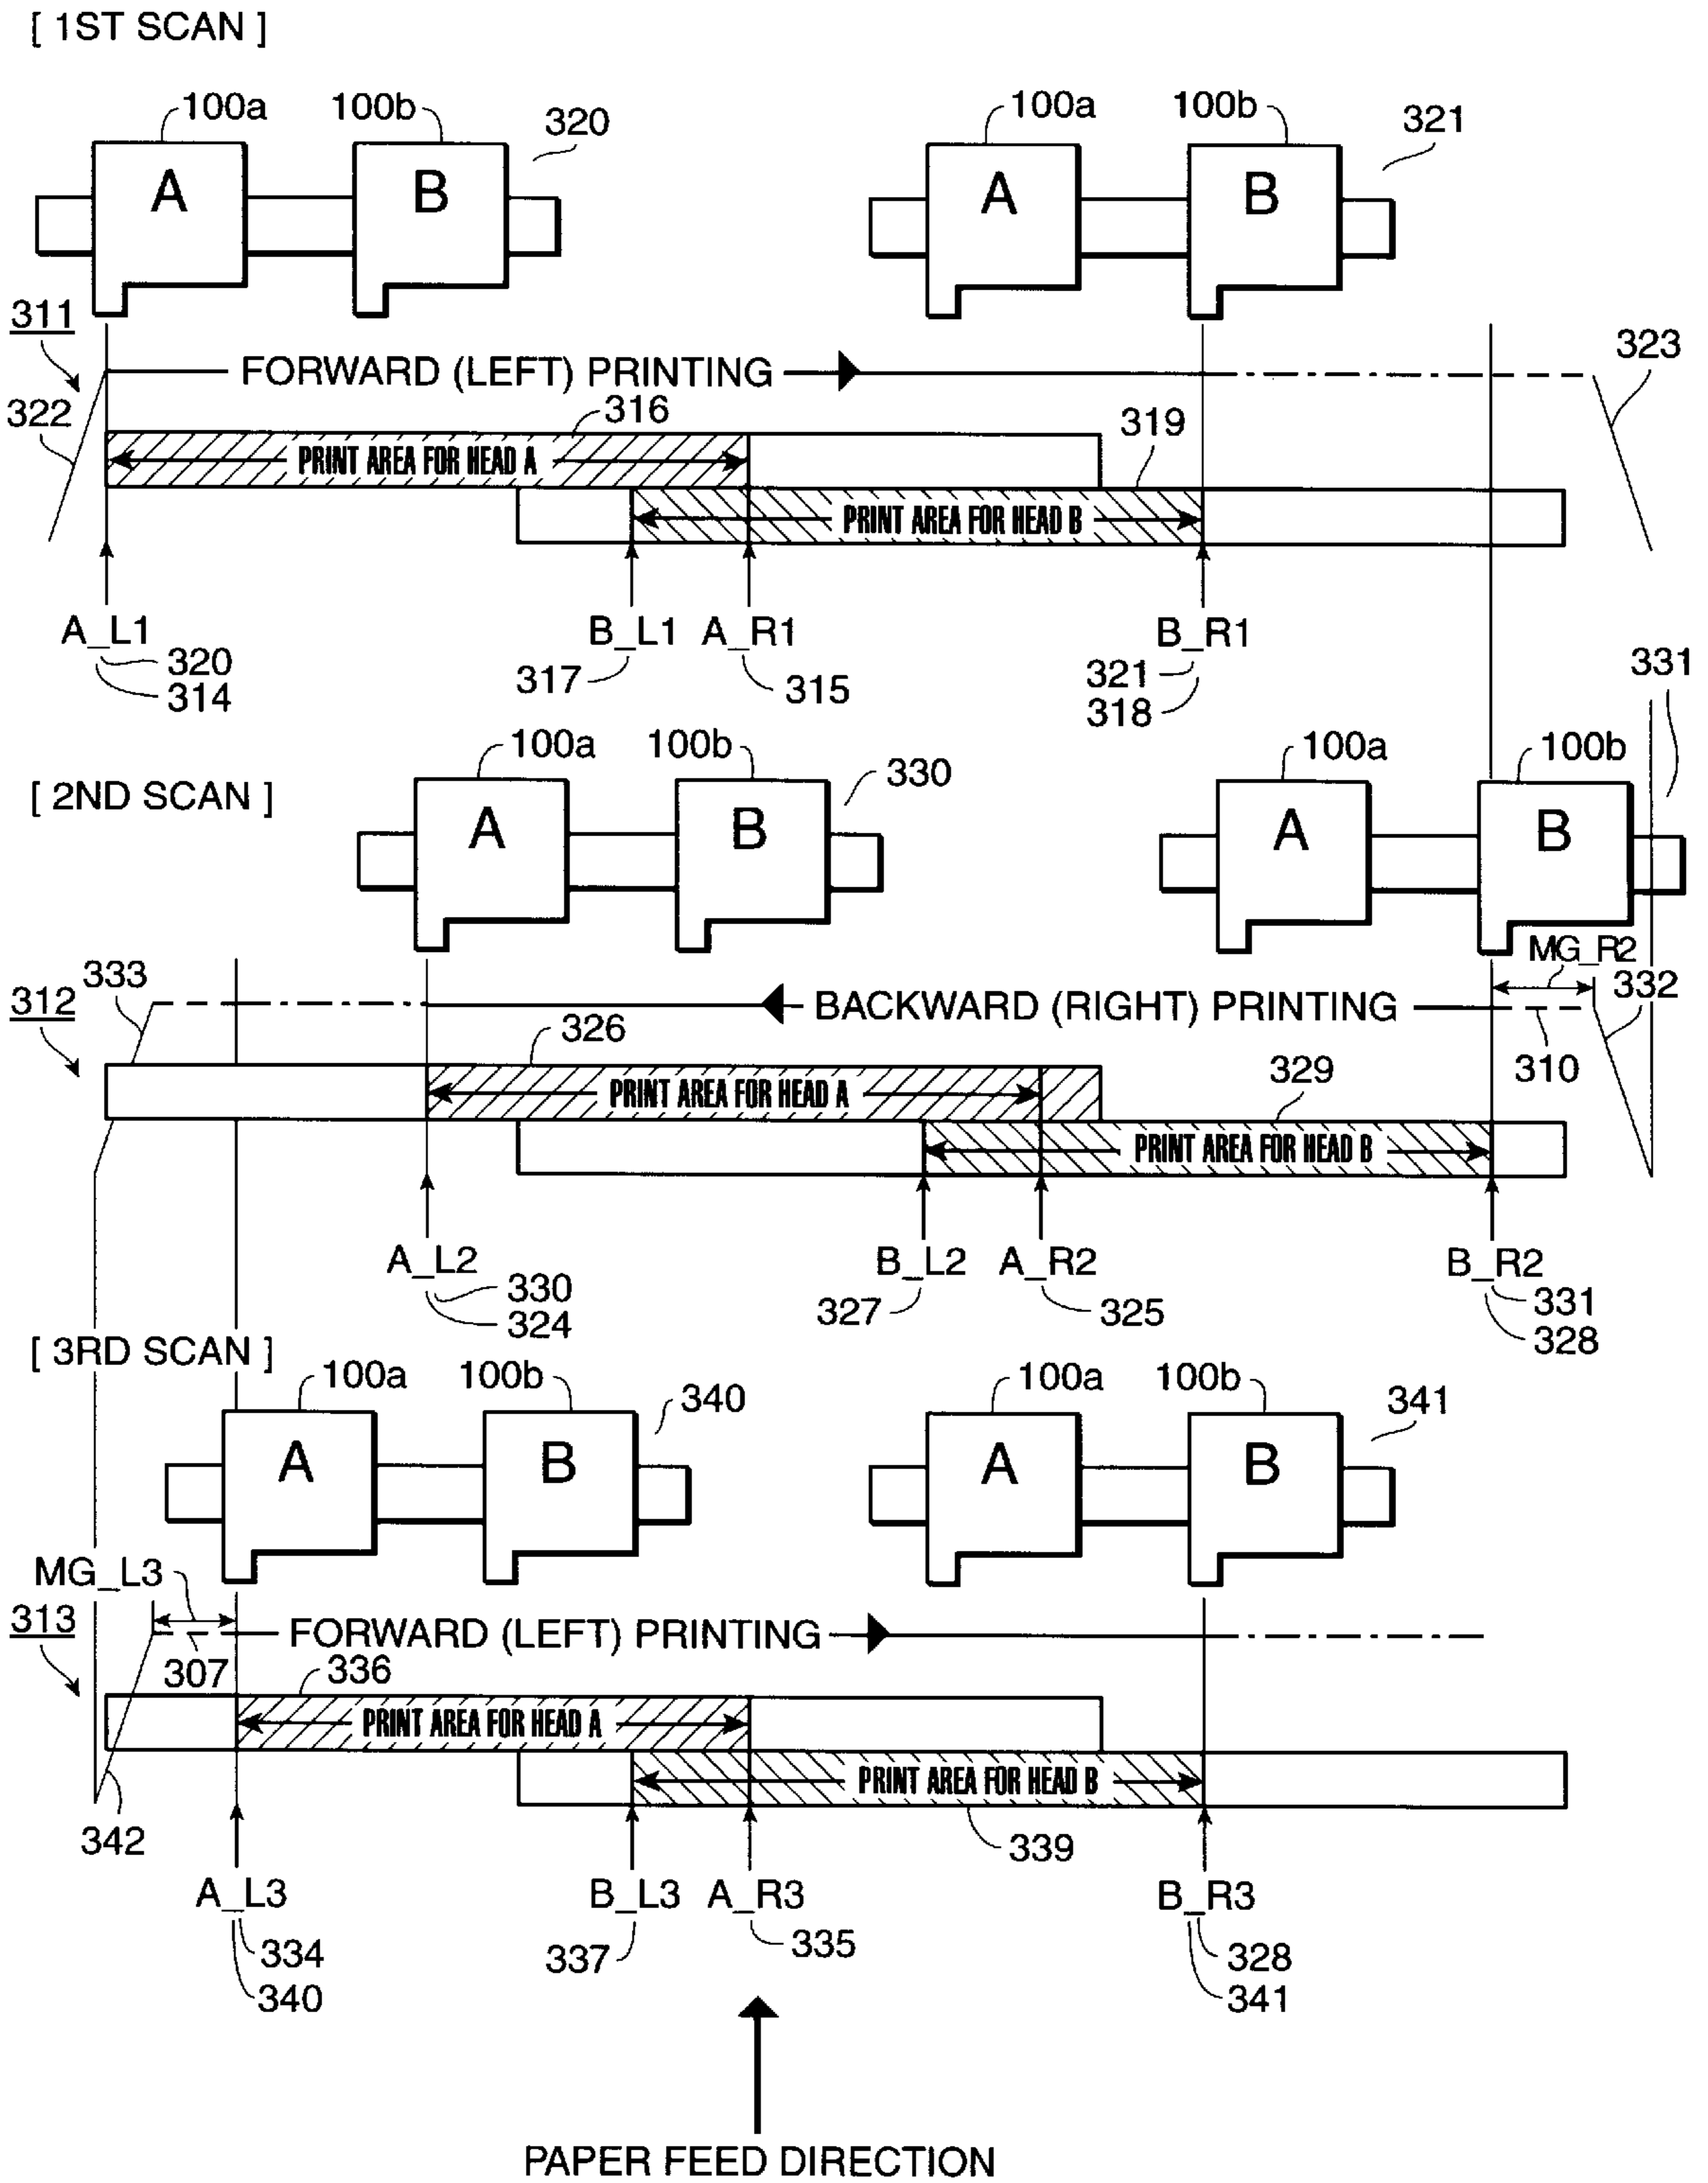 [ 1ST SCAN ]
100a 100b 320 100a 100b 321
A B A B
311 323
FORWARD (LEFT) PRINTING
322 316 319
PRINT AREA FOR HEAD A
PRINT AREA FOR HEAD B
A_L1 B_L1 A_R1 B_R1
320 317 315 321 331
314 318
[ 2ND SCAN ] 100a 100b 330 100a 100b
A B A B
MG_R2
333 332
312 BACKWARD (RIGHT) PRINTING
326 329 310
PRINT AREA FOR HEAD A
PRINT AREA FOR HEAD B
A_L2 B_L2 A_R2 B_R2
330 327 325 331
324 328
[ 3RD SCAN ]
100a 100b 340 100a 100b 341
A B A B
MG_L3
313 FORWARD (LEFT) PRINTING
307 336
PRINT AREA FOR HEAD A
PRINT AREA FOR HEAD B
342 339
A_L3 B_L3 A_R3 B_R3
334 337 335 328
340 341
PAPER FEED DIRECTION